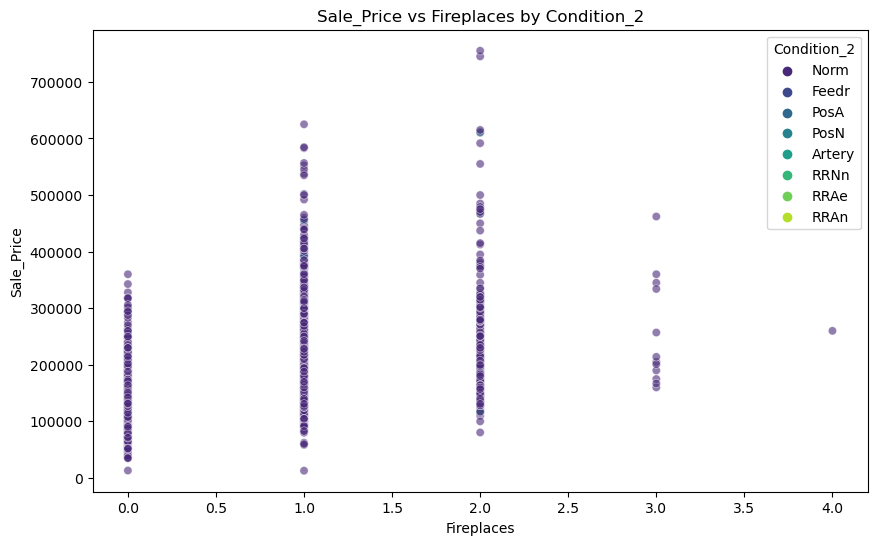 Sale_Price vs Fireplaces by Condition_2
Condition_2
Norm
Feedr
PosA
PosN
Artery
RRNn
RRAe
RRAn
Sale_Price
700000
600000
500000
400000
300000
200000
100000
0
0.0 0.5 1.0 1.5 2.0 2.5 3.0 3.5 4.0
Fireplaces